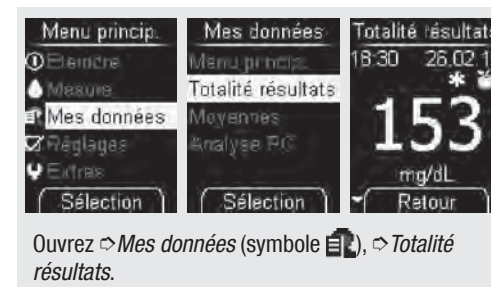 Menu princip.
Eteindre
Mesure
Mes données
Réglages
Extras
Sélection
Mes données
Menu princip.
Totalité résultats
Moyennes
Analyse PC
Sélection
Totalité résultats
18:30 26.02.1
153
mg/dL
Retour
Ouvrez ➪Mes données (symbole ), ➪Totalité
résultats.